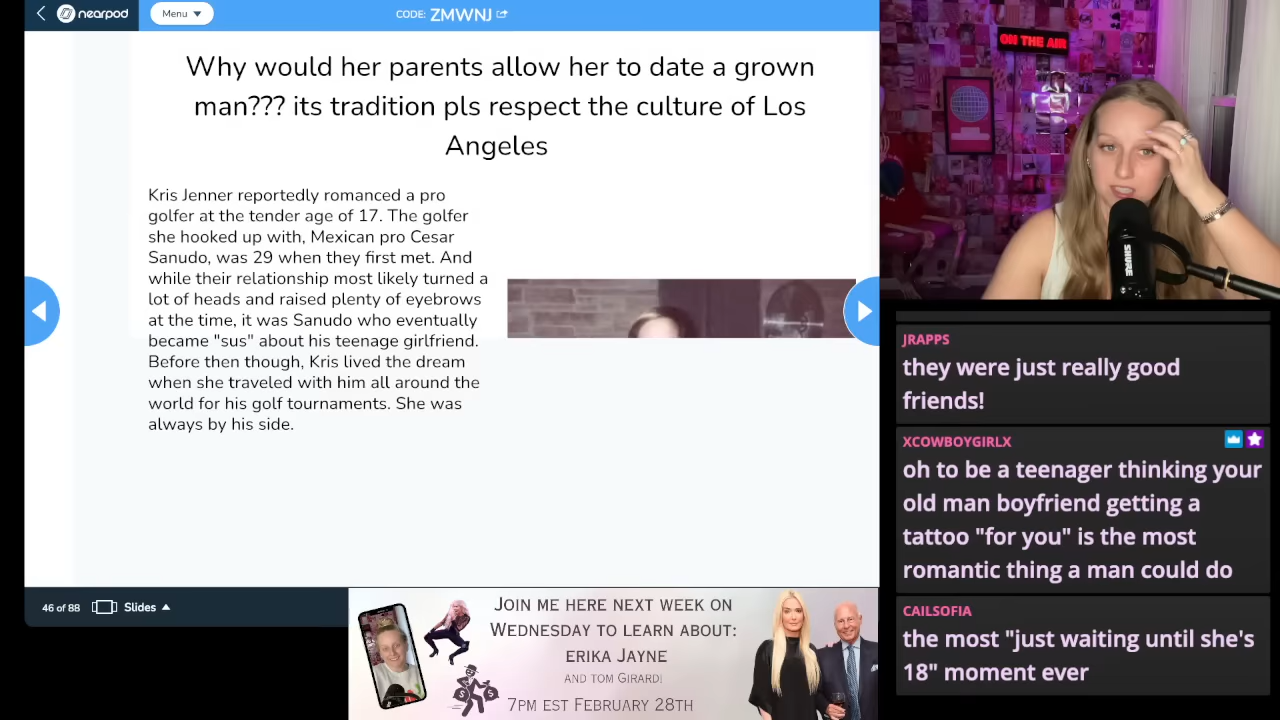 nearpod
Menu
CODE: ZMWNJ
Why would her parents allow her to date a grown
man??? its tradition pls respect the culture of Los
Angeles
Kris Jenner reportedly romanced a pro
golfer at the tender age of 17. The golfer
she hooked up with, Mexican pro Cesar
Sanudo, was 29 when they first met. And
while their relationship most likely turned a
lot of heads and raised plenty of eyebrows
at the time, it was Sanudo who eventually
became "sus" about his teenage girlfriend.
Before then though, Kris lived the dream
when she traveled with him all around the
world for his golf tournaments. She was
always by his side.
46 of 88
Slides
JOIN ME HERE NEXT WEEK ON
WEDNESDAY TO LEARN ABOUT:
ERIKA JAYNE
AND TOM GIRARDI
7PM EST FEBRUARY 28TH
ON THE AIR
SHURE
JRAPPS
they were just really good
friends!
XCOWBOYGIRLX
oh to be a teenager thinking your
old man boyfriend getting a
tattoo "for you" is the most
romantic thing a man could do
CAILSOFIA
the most "just waiting until she's
18" moment ever